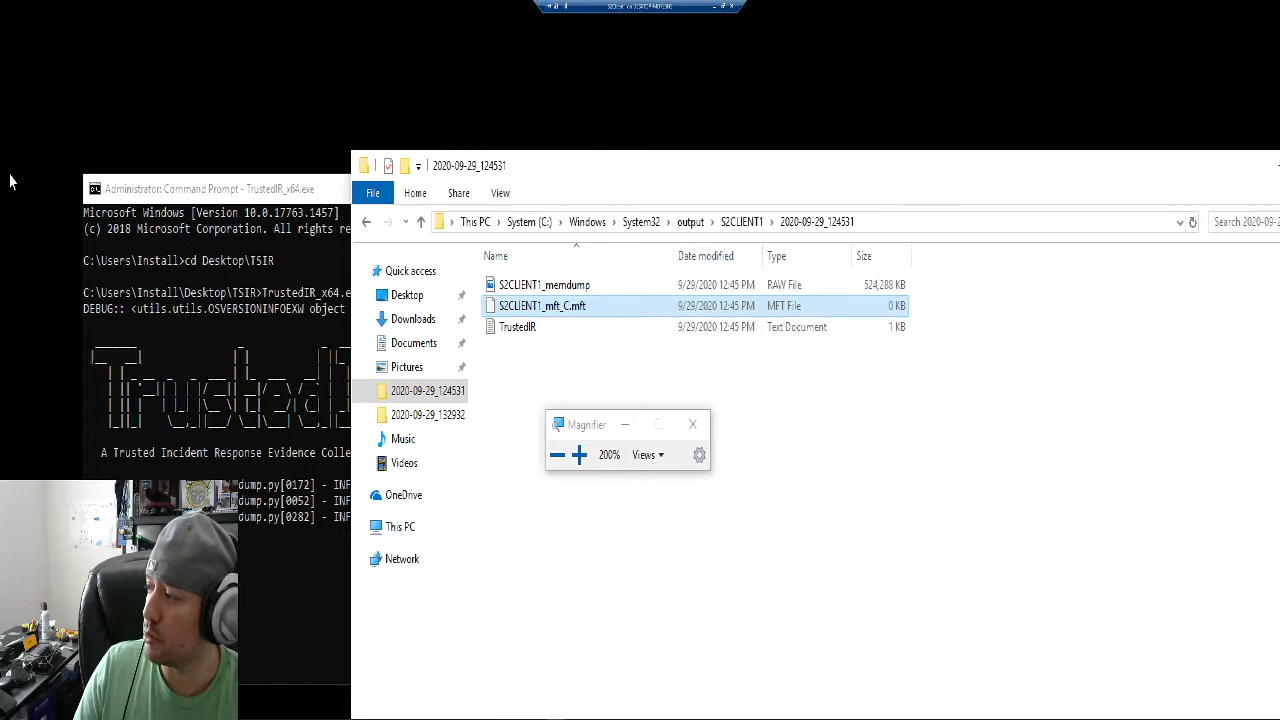 2020-09-29_124531
Administrator: Command Prompt - TrustedIR_x64.exe
File Home Share View
Microsoft Windows [Version 10.0.17763.1457]
(c) 2018 Microsoft Corporation. All rights re
This PC > System (C:) > Windows > System32 > output > S2CLIENT1 > 2020-09-29_124531
Search 2020-09-
C:\Users\Install>cd Desktop\TSIR
C:\Users\Install\Desktop\TSIR>TrustedIR_x64.e
DEBUG:: <utils.utils.OSVERSIONINFOEXW object
TrustedI
A Trusted Incident Response Evidence Colle
dump.py[0172] - INF
dump.py[0052] - INF
dump.py[0282] - INF
Quick access
Desktop
Downloads
Documents
Pictures
2020-09-29_124531
2020-09-29_132932
Music
Videos
OneDrive
This PC
Network
Name Date modified Type Size
S2CLIENT1_memdump 9/29/2020 12:45 PM RAW File 524,288 KB
S2CLIENT1_mft_C.mft 9/29/2020 12:45 PM MFT File 0 KB
TrustedIR 9/29/2020 12:45 PM Text Document 1 KB
Magnifier
200% Views